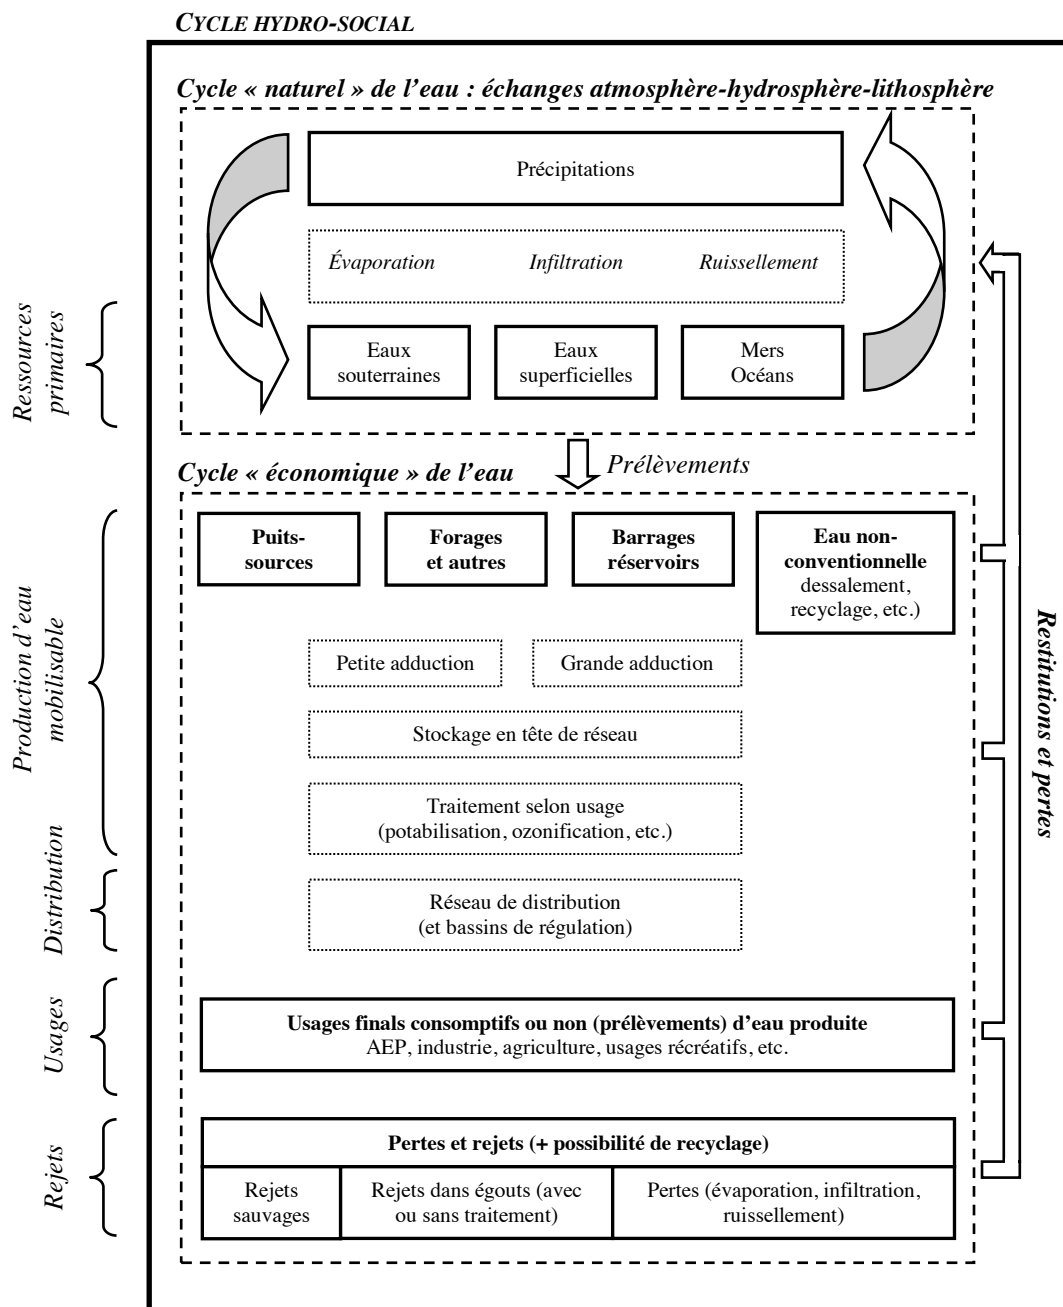 CYCLE HYDRO-SOCIAL
Cycle « naturel » de l'eau : échanges atmosphère-hydrosphère-lithosphère
Précipitations
Évaporation
Infiltration
Ruissellement
Ressources
primaires
Eaux
souterraines
Eaux
superficielles
Mers
Océans
Prélèvements
Cycle « économique » de l'eau
Production d'eau
mobilisable
Puits-
sources
Forages
et autres
Barrages
réservoirs
Eau non-
conventionnelle
dessalement,
recyclage, etc.)
Petite adduction
Grande adduction
Stockage en tête de réseau
Traitement selon usage
(potabilisation, ozonification, etc.)
Distribution
Réseau de distribution
(et bassins de régulation)
Usages
Usages finals consomptifs ou non (prélèvements) d'eau produite
AEP, industrie, agriculture, usages récréatifs, etc.
Rejets
Pertes et rejets (+ possibilité de recyclage)
Rejets
sauvages
Rejets dans égouts (avec
ou sans traitement)
Pertes (évaporation, infiltration,
ruissellement)
Restitutions et pertes